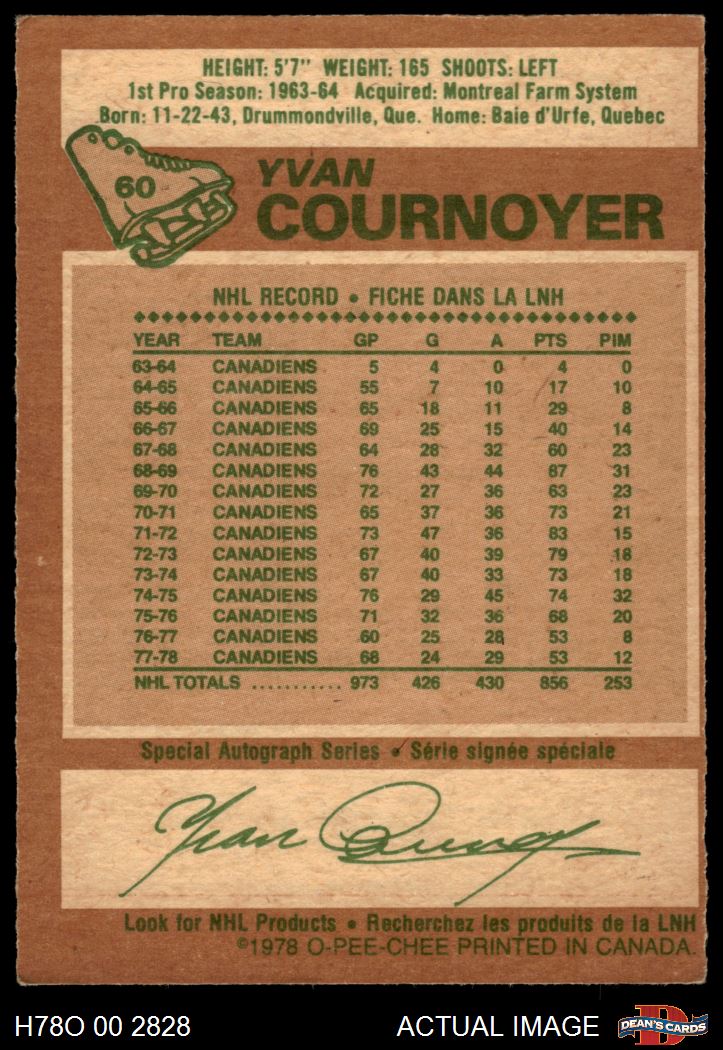 HEIGHT: 5'7" WEIGHT: 165 SHOOTS: LEFT
1st Pro Season: 1963-64 Acquired: Montreal Farm System
Born: 11-22-43, Drummondville, Que. Home: Baie d'Urfe, Quebec
60
YVAN
COURNOYER
NHL RECORD • FICHE DANS LA LNH
YEAR TEAM GP G A PTS PIM
63-64 CANADIENS 5 4 0 4 0
64-65 CANADIENS 55 7 10 17 10
65-66 CANADIENS 65 18 11 29 8
66-67 CANADIENS 69 25 15 40 14
67-68 CANADIENS 64 28 32 60 23
68-69 CANADIENS 76 43 44 87 31
69-70 CANADIENS 72 27 36 63 23
70-71 CANADIENS 65 37 36 73 21
71-72 CANADIENS 73 47 36 83 15
72-73 CANADIENS 67 40 39 79 18
73-74 CANADIENS 67 40 33 73 18
74-75 CANADIENS 76 29 45 74 32
75-76 CANADIENS 71 32 36 68 20
76-77 CANADIENS 60 25 28 53 8
77-78 CANADIENS 68 24 29 53 12
NHL TOTALS ........... 973 426 430 856 253
Special Autograph Series • Série signée spéciale
Yvan Cournoyer
Look for NHL Products • Recherchez les produits de la LNH
©1978 O-PEE-CHEE PRINTED IN CANADA.
H78O 00 2828 ACTUAL IMAGE DEAN'S CARDS